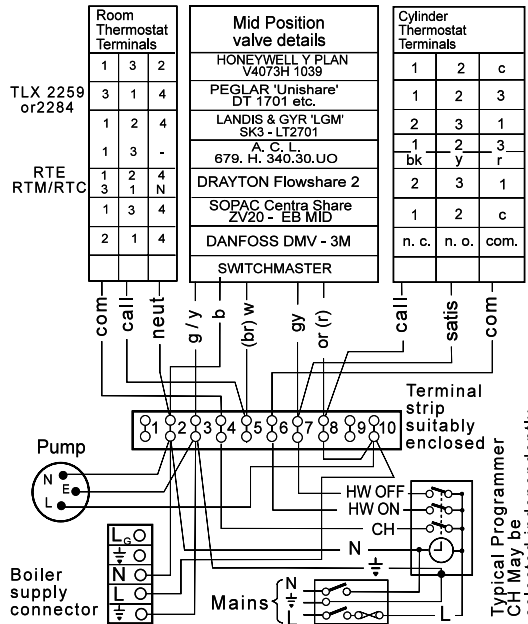 Room
Thermostat
Terminals
Mid Position
valve details
Cylinder
Thermostat
Terminals
1 3 2
HONEYWELL Y PLAN
V4073H 1039
1 2 c
TLX 2259
or2284
3 1 4
PEGLAR 'Unishare'
DT 1701 etc.
1 2 3
1 2 4
LANDIS & GYR 'LGM'
SK3 - LT2701
2 3 1
1 3 -
A. C. L.
679. H. 340.30.UO
1 2 3
bk y r
RTE
RTM/RTC
1 2 4
3 1 N
DRAYTON Flowshare 2
2 3 1
1 3 4
SOPAC Centra Share
ZV20 - EB MID
1 2 c
2 1 4
DANFOSS DMV - 3M
n. c. n. o. com.
SWITCHMASTER
com
call
neut
g / y
b
(br) w
gy
or (r)
call
satis
com
1 2 3 4 5 6 7 8 9 10
Terminal
strip
suitably
enclosed
Pump
N
E
L
HW OFF
HW ON
CH
N
LG
N
L
Boiler
supply
connector
Mains
N
L
L
Typical Programmer
CH May be